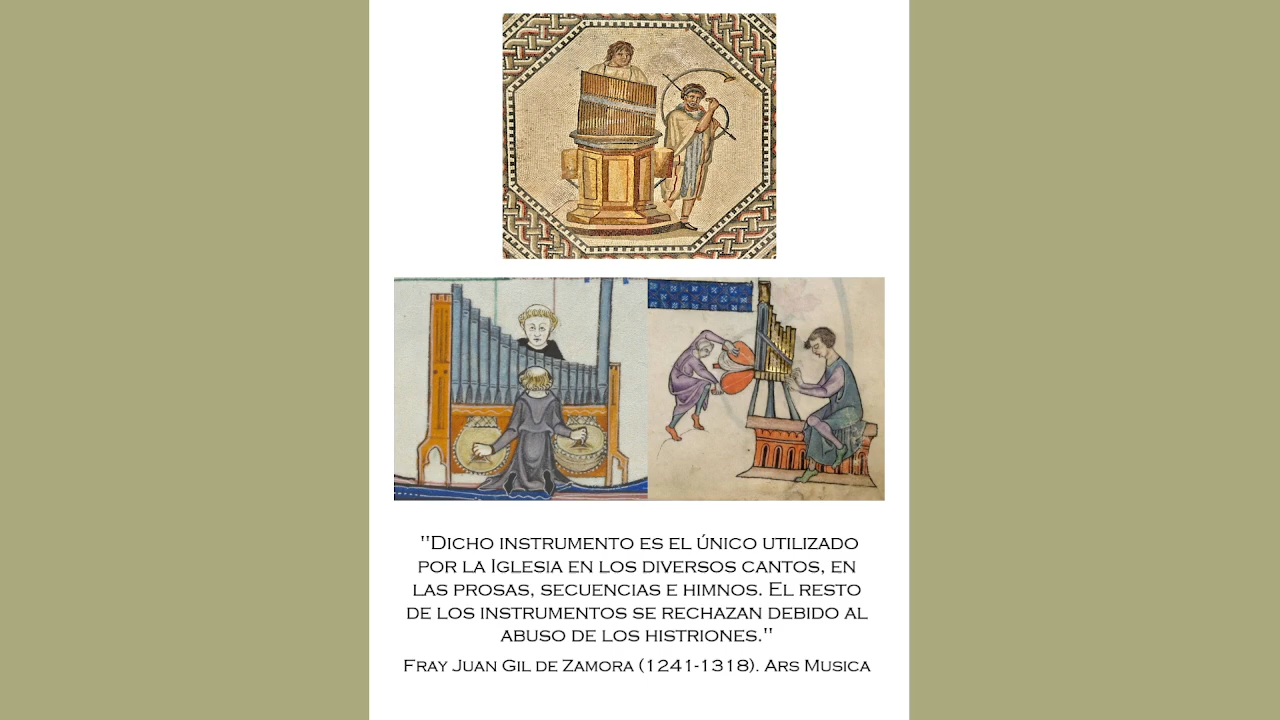 "Dicho instrumento es el único utilizado
por la Iglesia en los diversos cantos, en
las prosas, secuencias e himnos. El resto
de los instrumentos se rechazan debido al
abuso de los histriones."
Fray Juan Gil de Zamora (1241-1318). Ars Musica